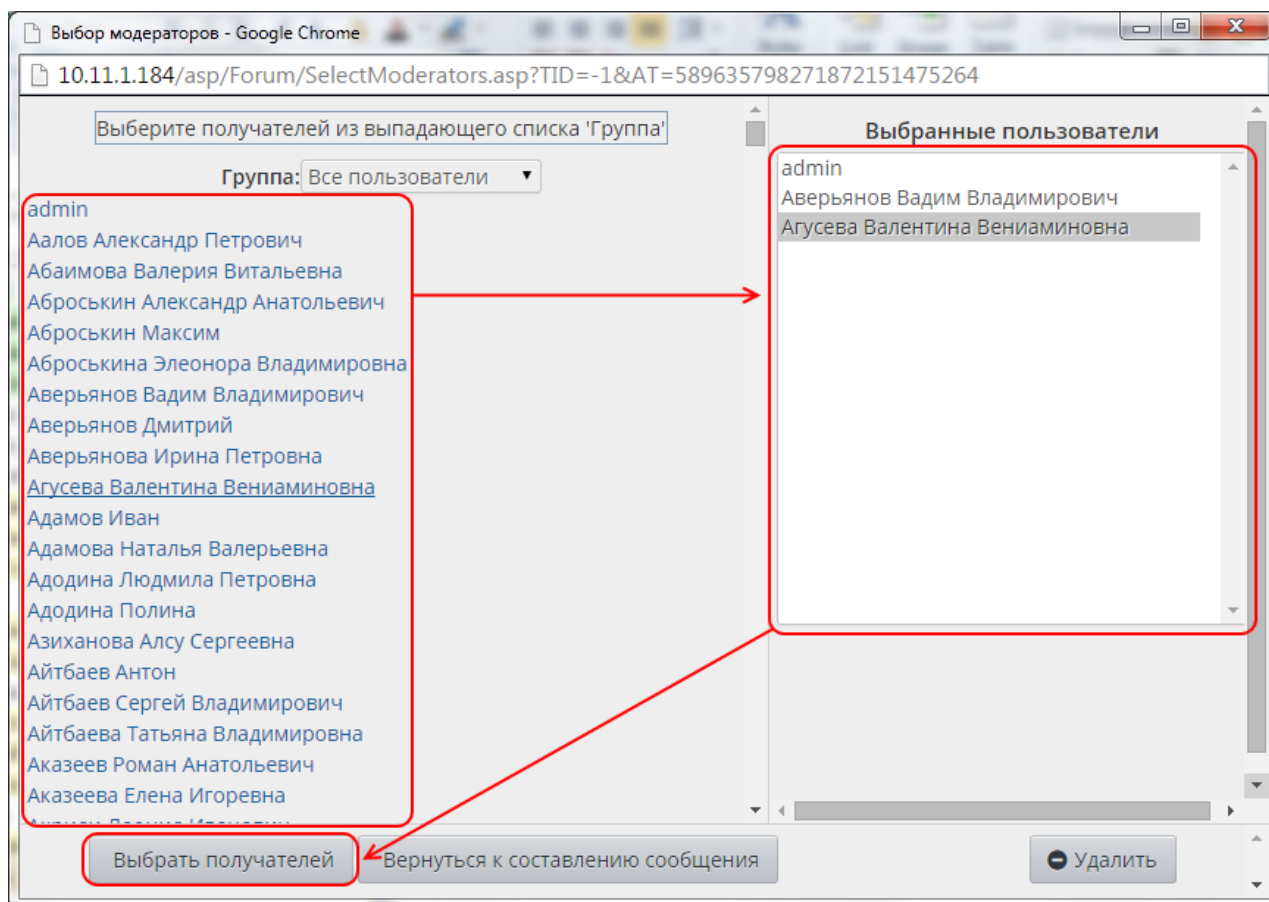 Выбор модераторов - Google Chrome
10.11.1.184/asp/Forum/SelectModerators.asp?TID=-1&AT=589635798271872151475264
Выберите получателей из выпадающего списка 'Группа'
Группа: Все пользователи
admin
Аалов Александр Петрович
Абаимова Валерия Витальевна
Аброськин Александр Анатольевич
Аброськин Максим
Аброськина Элеонора Владимировна
Аверьянов Вадим Владимирович
Аверьянов Дмитрий
Аверьянова Ирина Петровна
Агусева Валентина Вениаминовна
Адамов Иван
Адамова Наталья Валерьевна
Адодина Людмила Петровна
Адодина Полина
Азиханова Алсу Сергеевна
Айтбаев Антон
Айтбаев Сергей Владимирович
Айтбаева Татьяна Владимировна
Аказеев Роман Анатольевич
Аказеева Елена Игоревна
Выбранные пользователи
admin
Аверьянов Вадим Владимирович
Агусева Валентина Вениаминовна
Выбрать получателей
Вернуться к составлению сообщения
Удалить